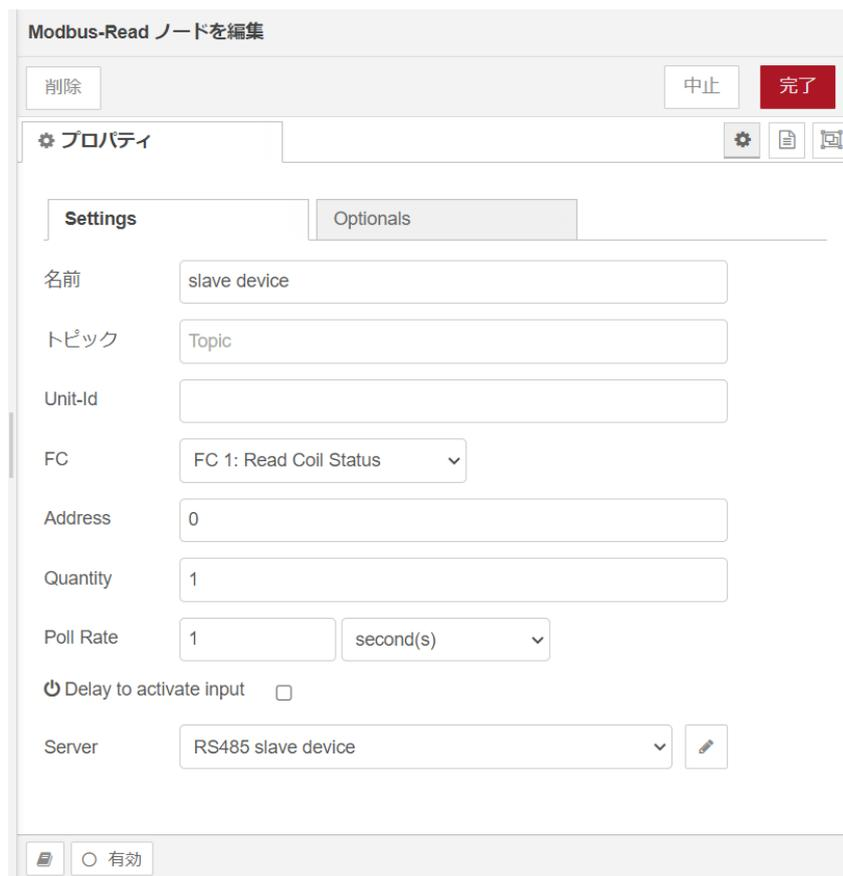 Modbus-Read ノードを編集
削除 中止 完了
プロパティ
Settings Optionals
名前 slave device
トピック Topic
Unit-Id
FC FC 1: Read Coil Status
Address 0
Quantity 1
Poll Rate 1 second(s)
Delay to activate input
Server RS485 slave device
有効